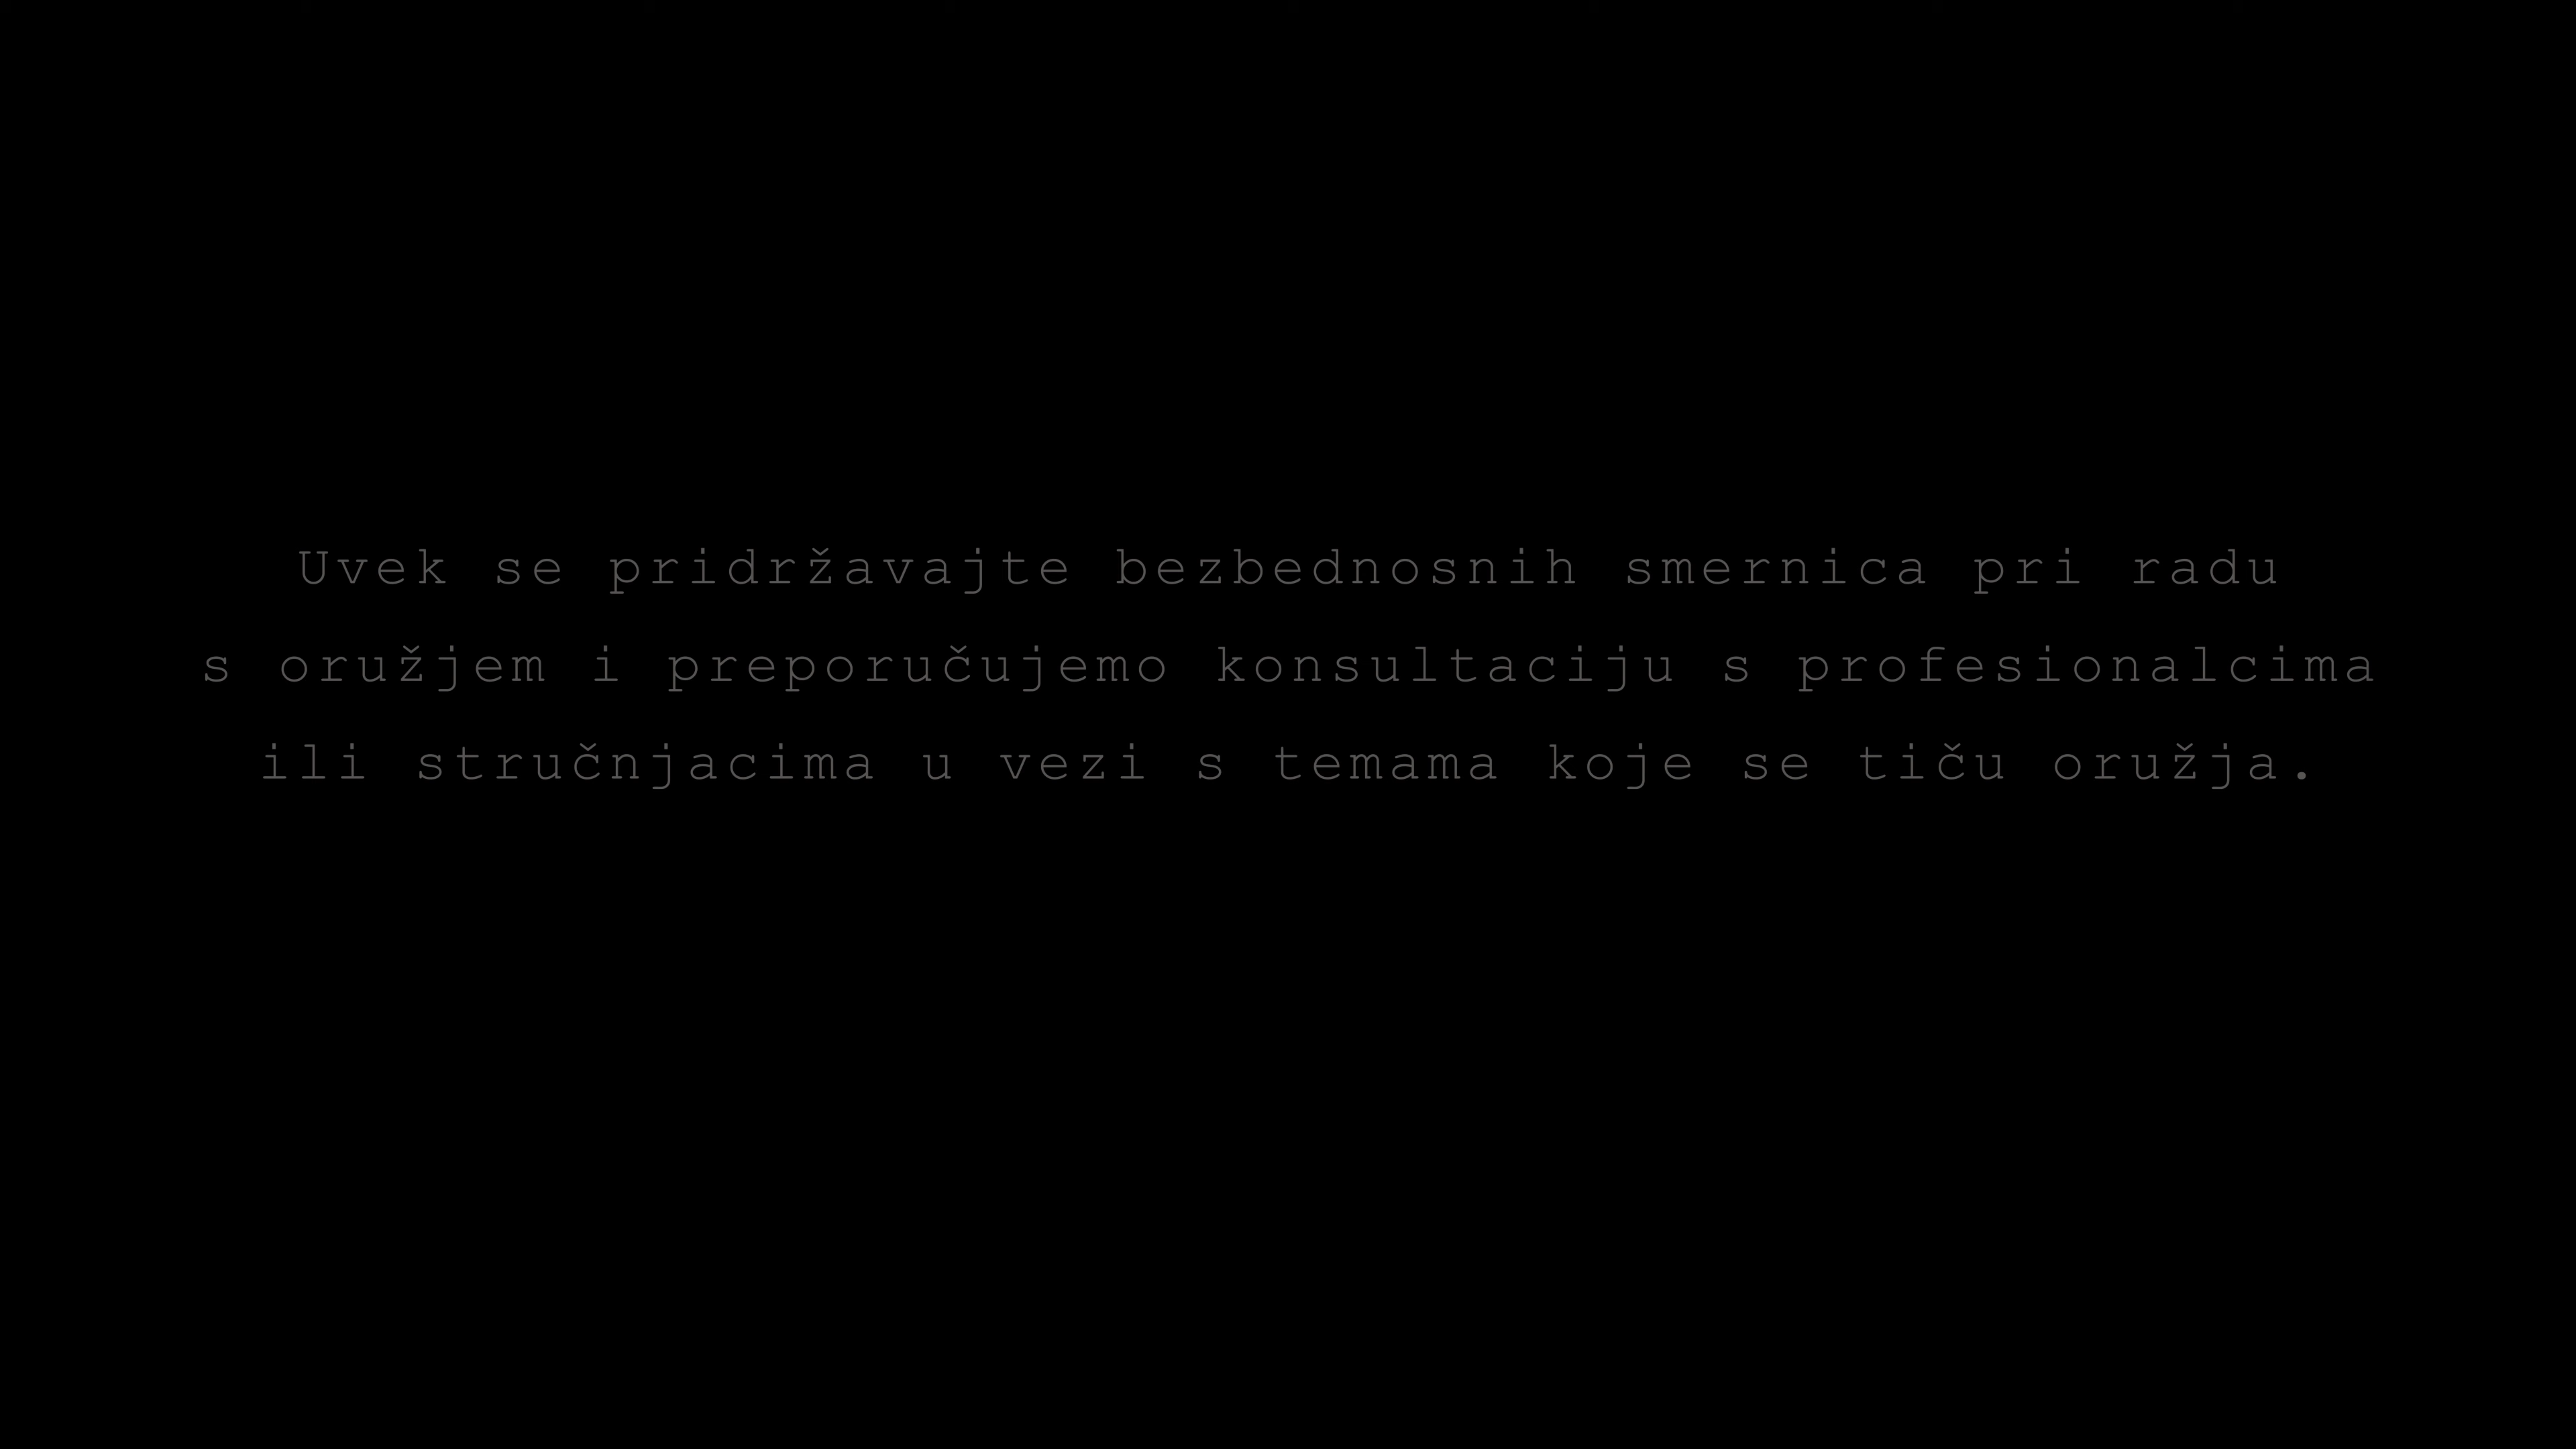 Uvek se pridržavajte bezbednosnih smernica pri radu
s oružjem i preporučujemo konsultaciju s profesionalcima
ili stručnjacima u vezi s temama koje se tiču oružja.